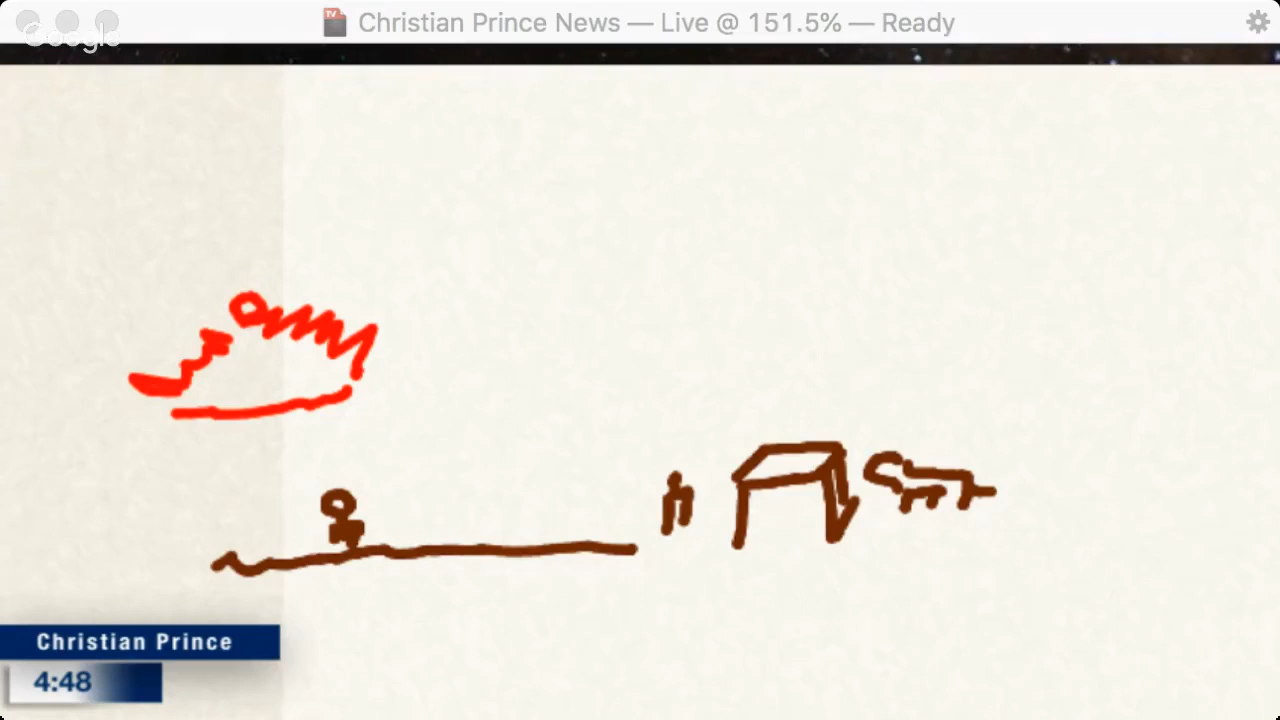 Christian Prince News — Live @ 151.5% — Ready
Google
Christian Prince
4:48